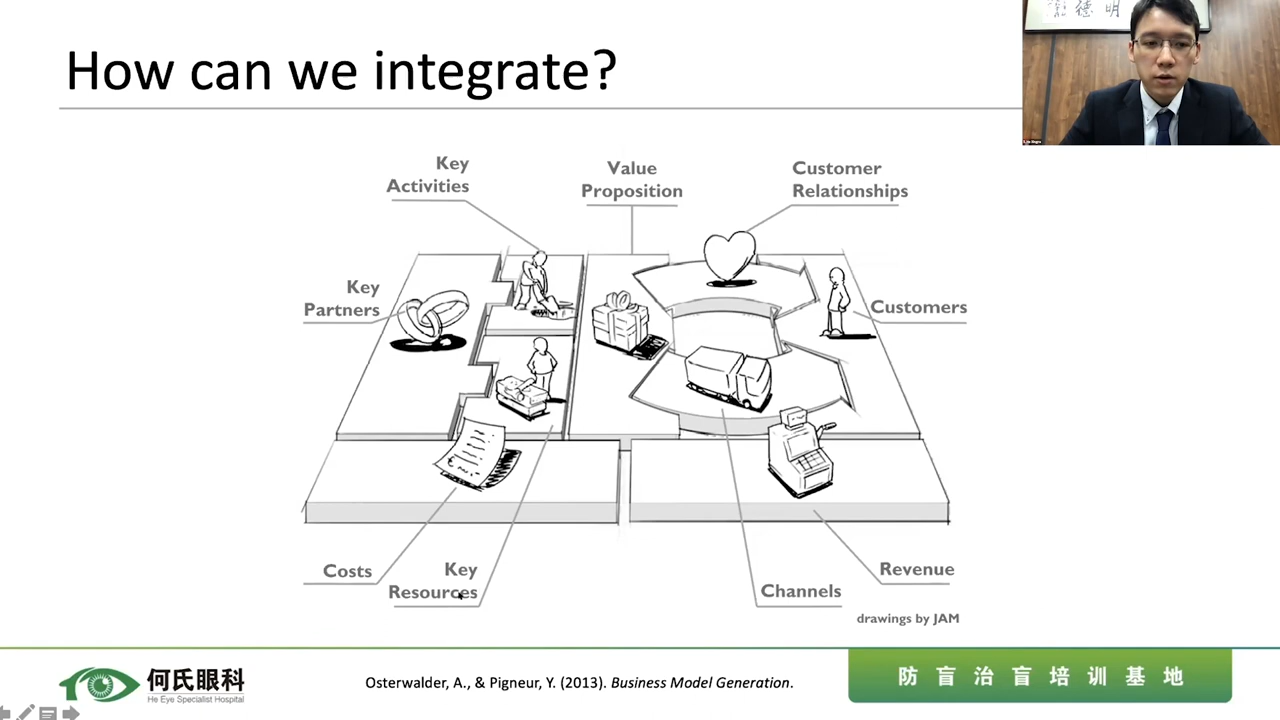 How can we integrate?
明德
Key
Activities
Value
Proposition
Customer
Relationships
Key
Partners
Customers
Costs
Key
Resources
Channels
Revenue
drawings by JAM
何氏眼科
He Eye Specialist Hospital
Osterwalder, A., & Pigneur, Y. (2013). Business Model Generation.
防盲治盲培训基地